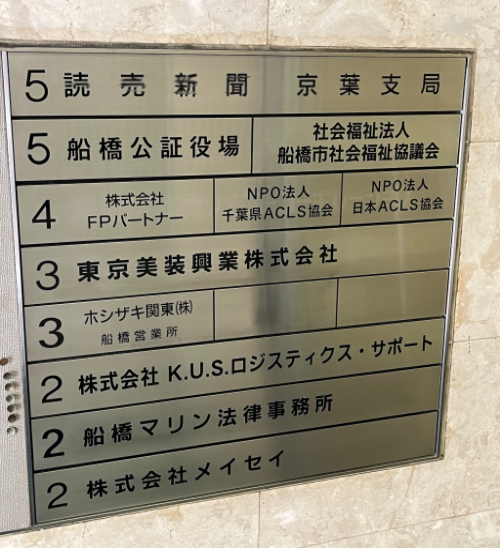 5 読売新聞 京葉支局
5 船橋公証役場
社会福祉法人
船橋市社会福祉協議会
4 株式会社
FPパートナー
NPO法人
千葉県ACLS協会
NPO法人
日本ACLS協会
3 東京美装興業株式会社
3 ホシザキ関東(株)
船橋営業所
2 株式会社 K.U.S.ロジスティクス・サポート
2 船橋マリン法律事務所
2 株式会社メイセイ